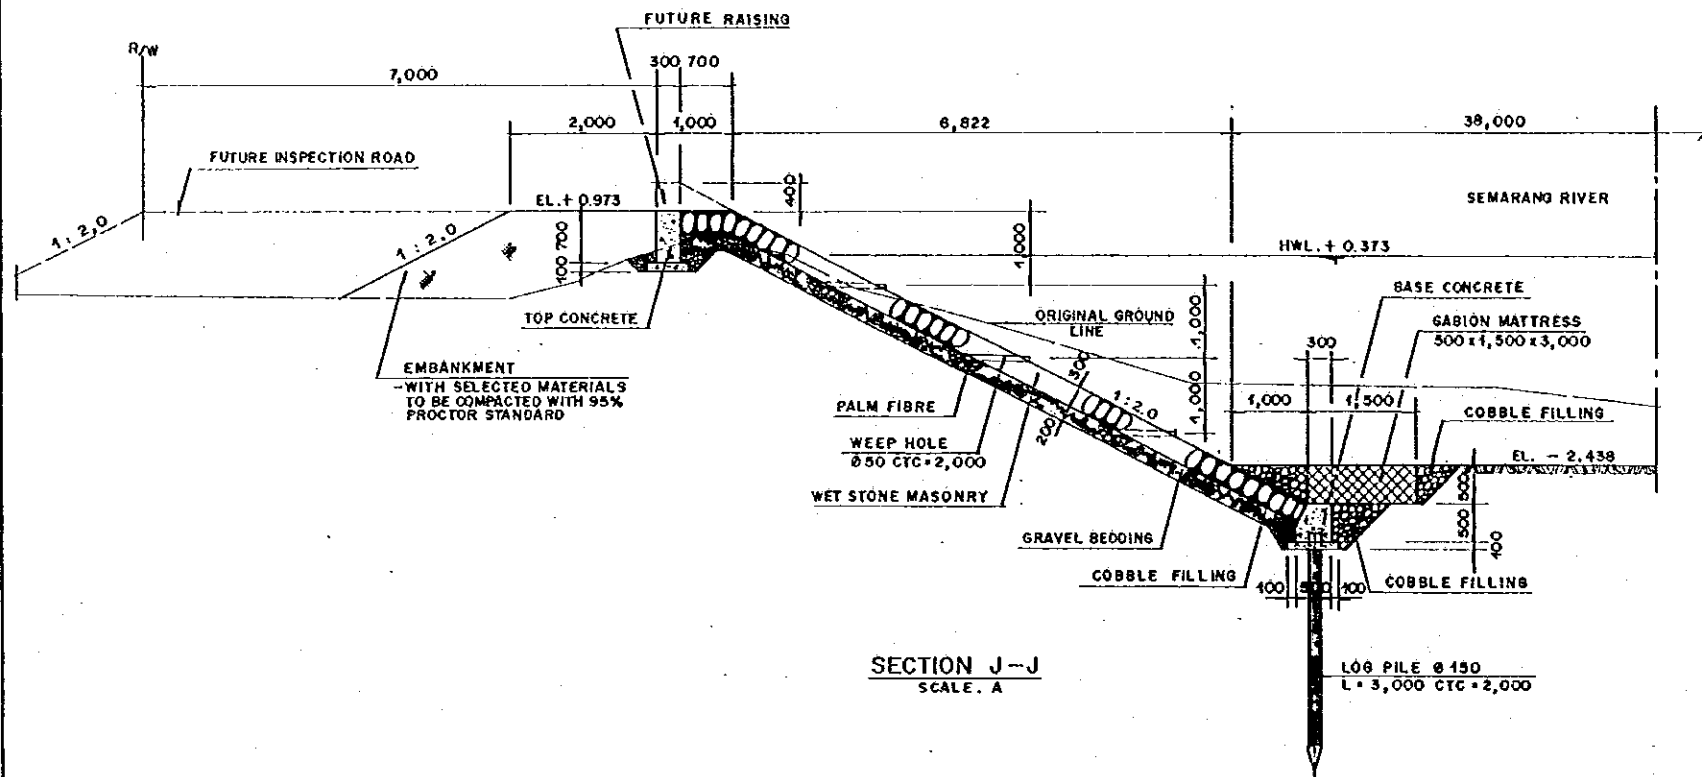 FUTURE RAISING
R/W
300 700
7,000
2,000
1,000
6,822
38,000
FUTURE INSPECTION ROAD
400
SEMARANG RIVER
EL.+ 0.973
1:2,0
1:2.0
700
100
1,000
HWL.+ 0.373
BASE CONCRETE
TOP CONCRETE
ORIGINAL GROUND
LINE
1,000
GABION MATTRESS
500 x 1,500 x 3,000
300
EMBANKMENT
-WITH SELECTED MATERIALS
TO BE COMPACTED WITH 95%
PROCTOR STANDARD
300
1:2.0
1,000
1,000
1,500
PALM FIBRE
COBBLE FILLING
200
WEEP HOLE
Ø50 CTC=2,000
EL. - 2.438
WET STONE MASONRY
500
500
100
GRAVEL BEDDING
COBBLE FILLING
100
100
COBBLE FILLING
SECTION J-J
SCALE. A
LOG PILE Ø 150
L = 3,000 CTC = 2,000